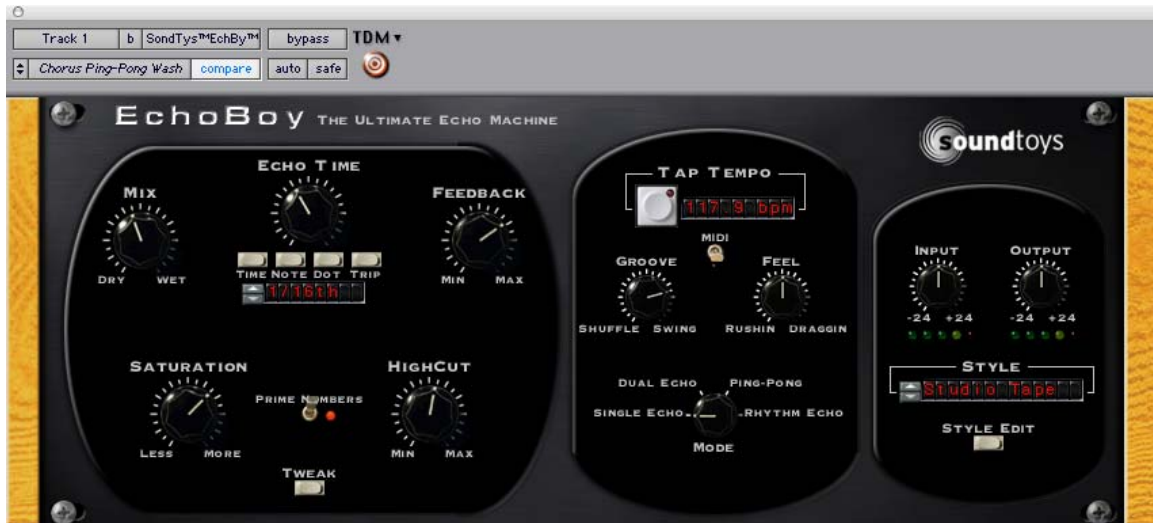 Track 1 b SondTys™EchBy™ bypass TDM
Chorus Ping-Pong Wash compare auto safe
EchoBoy The Ultimate Echo Machine
soundtoys
Echo Time
Mix
Feedback
Dry Wet
Time Note Dot Trip
Min Max
1/16th
Saturation
HighCut
Prime Numbers
Less More
Min Max
Tweak
Tap Tempo
117.9 bpm
MIDI
Groove Feel
Shuffle Swing Rushin Draggin
Dual Echo Ping-Pong
Single Echo Rhythm Echo
Mode
Input Output
-24 +24 -24 +24
Style
Studio Tape
Style Edit